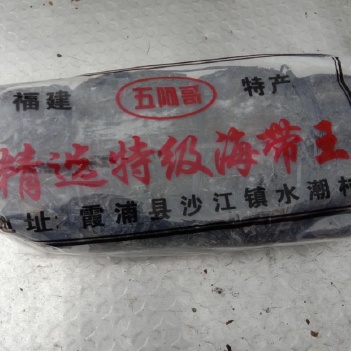 福建 五阿哥 特产
精选特级海带王
地址: 霞浦县沙江镇水潮村